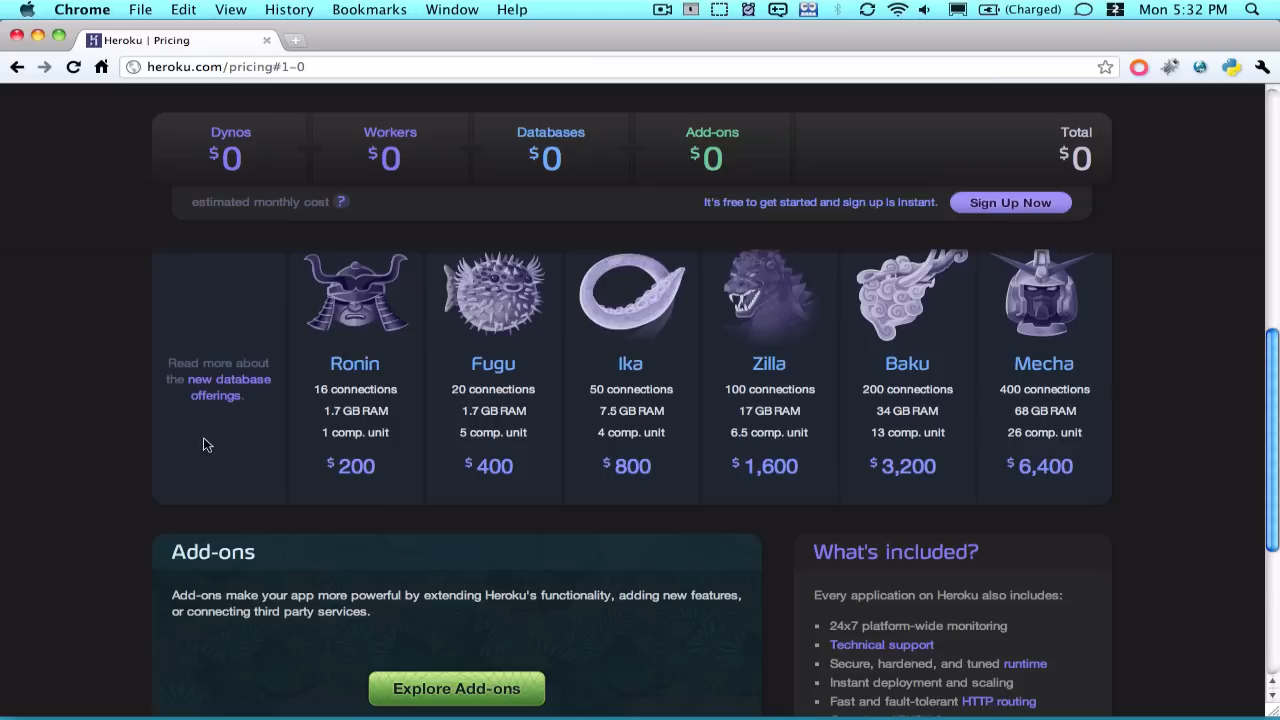 Chrome File Edit View History Bookmarks Window Help (Charged) 2 Mon 5:32 PM
Heroku | Pricing
heroku.com/pricing#1-0
Dynos Workers Databases Add-ons Total
$0 $0 $0 $0 $0
estimated monthly cost ? It's free to get started and sign up is instant. Sign Up Now
Read more about
the new database
offerings.
Ronin
16 connections
1.7 GB RAM
1 comp. unit
$200
Fugu
20 connections
1.7 GB RAM
5 comp. unit
$400
Ika
50 connections
7.5 GB RAM
4 comp. unit
$800
Zilla
100 connections
17 GB RAM
6.5 comp. unit
$1,600
Baku
200 connections
34 GB RAM
13 comp. unit
$3,200
Mecha
400 connections
68 GB RAM
26 comp. unit
$6,400
Add-ons
Add-ons make your app more powerful by extending Heroku's functionality, adding new features,
or connecting third party services.
Explore Add-ons
What's included?
Every application on Heroku also includes:
24x7 platform-wide monitoring
Technical support
Secure, hardened, and tuned runtime
Instant deployment and scaling
Fast and fault-tolerant HTTP routing